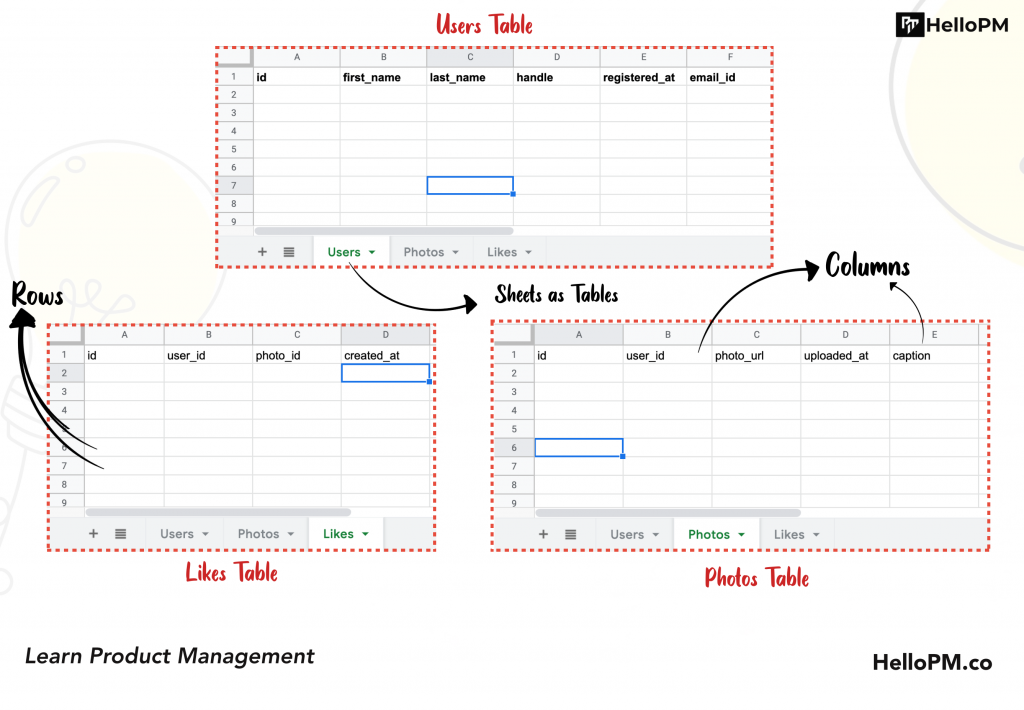 Users Table
HelloPM
A B C D E F
1 id first_name last_name handle registered_at email_id
2
3
4
5
6
7
8
9
+ Users Photos Likes
Columns
Rows
Sheets as Tables
A B C D
1 id user_id photo_id created_at
2
3
4
5
6
7
8
9
+ Users Photos Likes
Likes Table
A B C D E
1 id user_id photo_url uploaded_at caption
2
3
4
5
6
7
8
9
+ Users Photos Likes
Photos Table
Learn Product Management
HelloPM.co